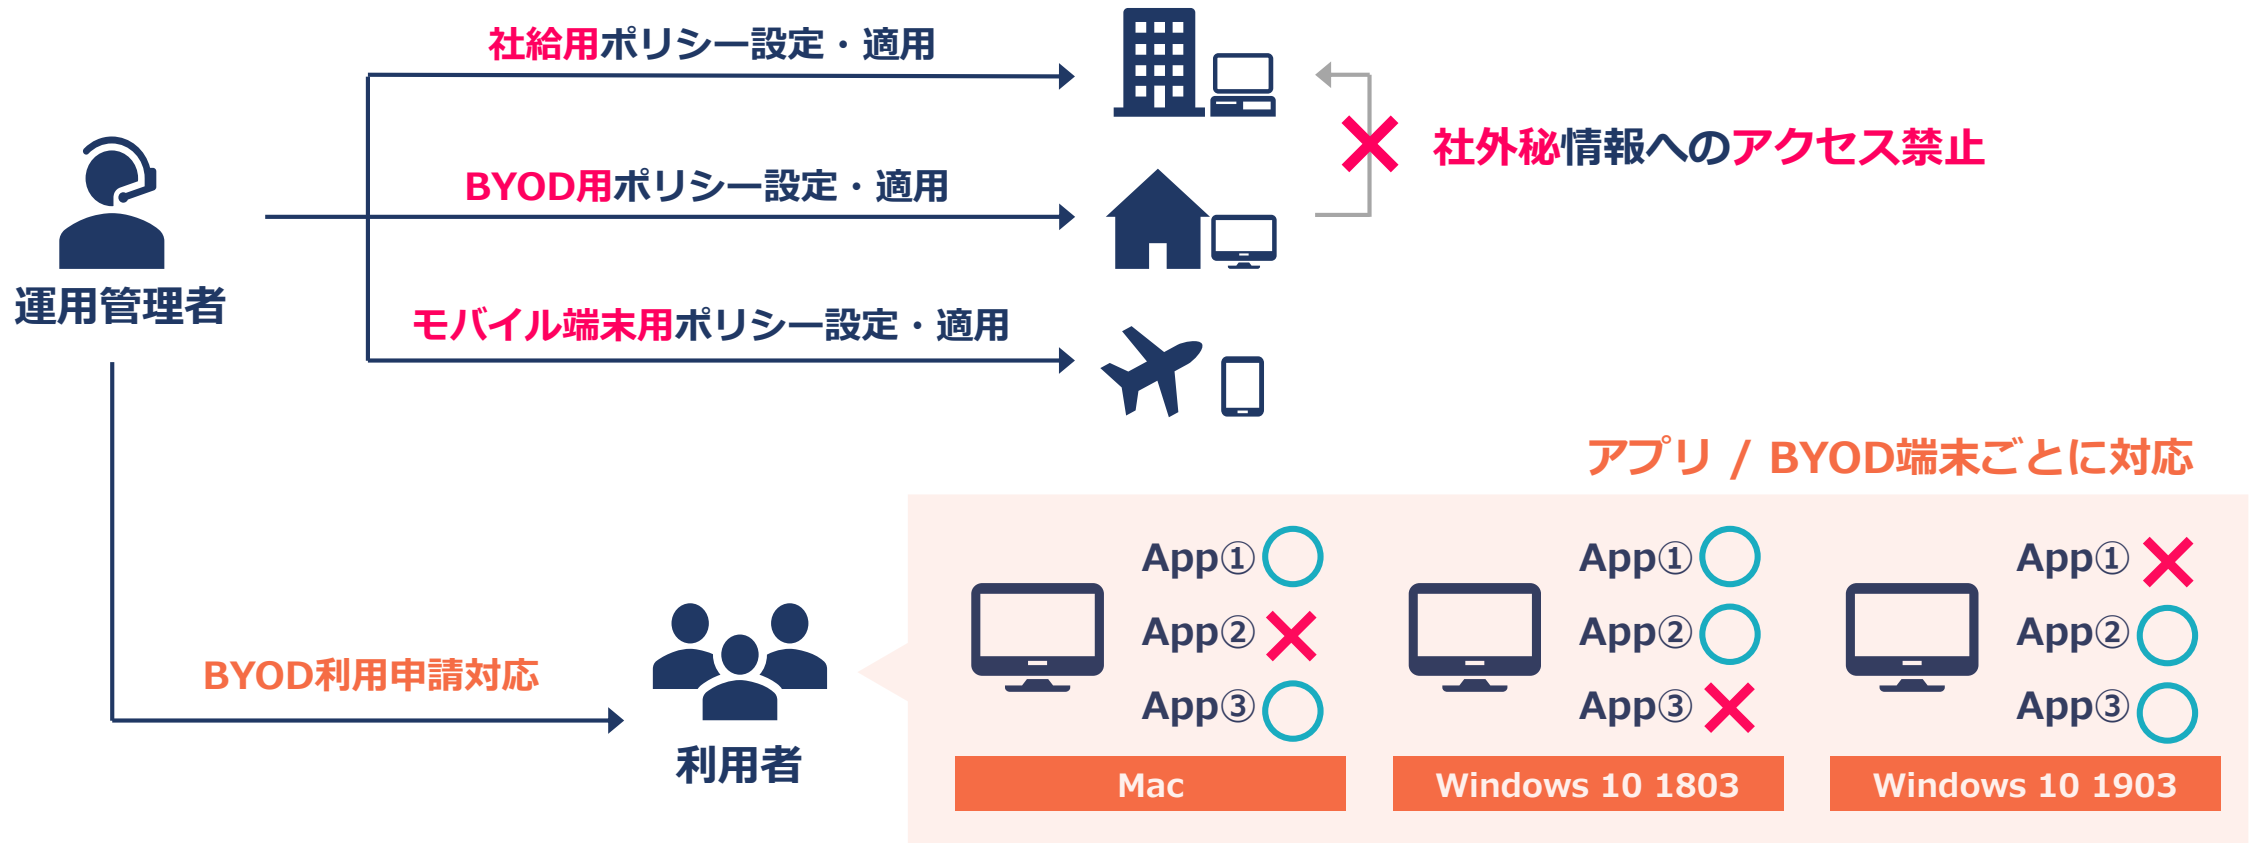 社給用ポリシー設定・適用
社外秘情報へのアクセス禁止
BYOD用ポリシー設定・適用
運用管理者
モバイル端末用ポリシー設定・適用
アプリ / BYOD端末ごとに対応
BYOD利用申請対応
利用者
App①
App②
App③
Mac
App①
App②
App③
Windows 10 1803
App①
App②
App③
Windows 10 1903